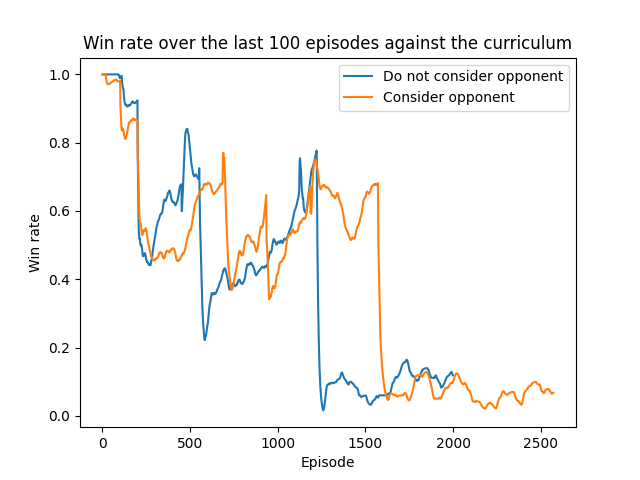 Win rate over the last 100 episodes against the curriculum
Do not consider opponent
Consider opponent
Win rate
1.0
0.8
0.6
0.4
0.2
0.0
0 500 1000 1500 2000 2500
Episode